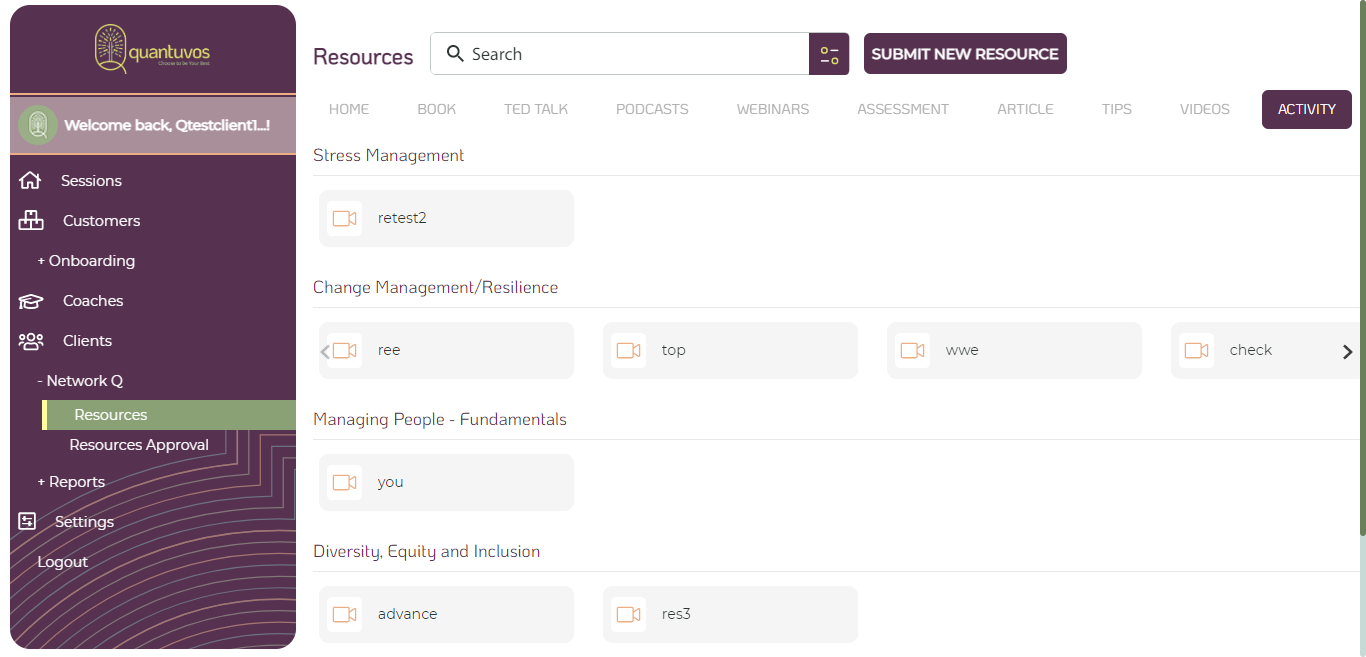 quantuvos
Choose to be Your Best
Welcome back, Qtestclient1...!
Sessions
Customers
+ Onboarding
Coaches
Clients
- Network Q
Resources
Resources Approval
+ Reports
Settings
Logout
Resources
Search
SUBMIT NEW RESOURCE
HOME BOOK TED TALK PODCASTS WEBINARS ASSESSMENT ARTICLE TIPS VIDEOS ACTIVITY
Stress Management
retest2
Change Management/Resilience
ree top wwe check
Managing People - Fundamentals
you
Diversity, Equity and Inclusion
advance res3